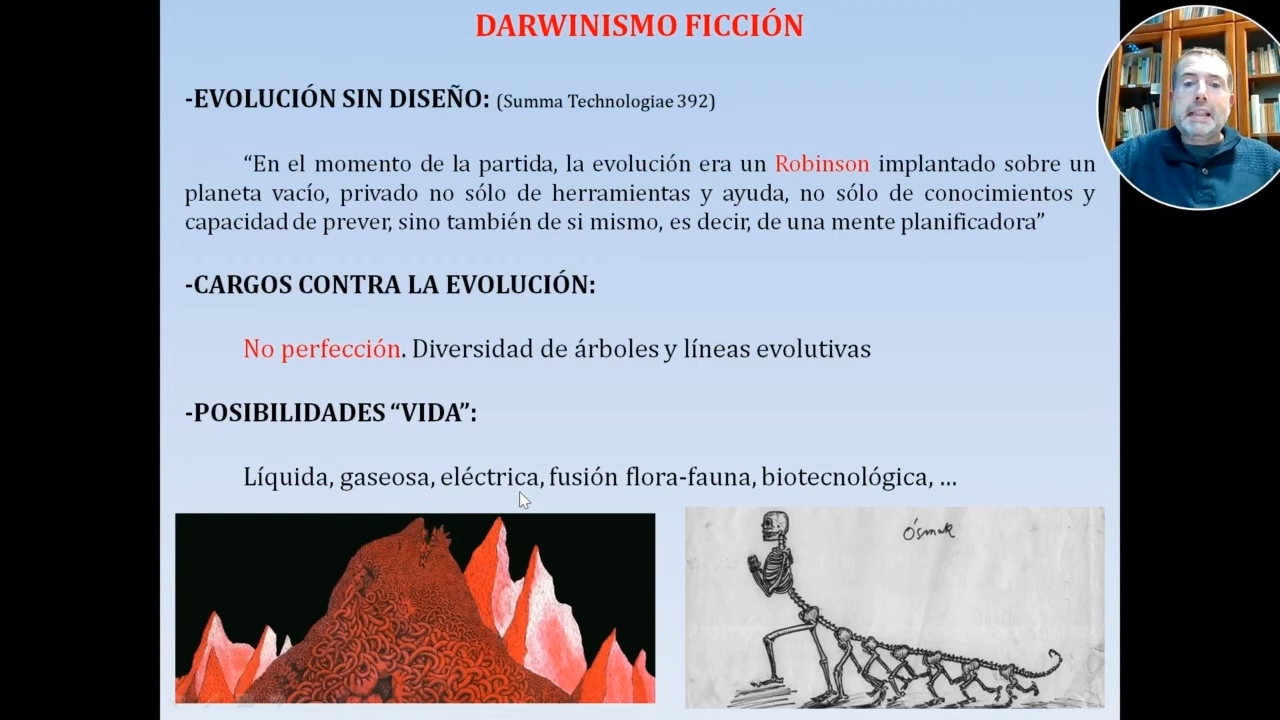 DARWINISMO FICCIÓN
-EVOLUCIÓN SIN DISEÑO: (Summa Technologiae 392)
“En el momento de la partida, la evolución era un Robinson implantado sobre un
planeta vacío, privado no sólo de herramientas y ayuda, no sólo de conocimientos y
capacidad de prever, sino también de si mismo, es decir, de una mente planificadora”
-CARGOS CONTRA LA EVOLUCIÓN:
No perfección. Diversidad de árboles y líneas evolutivas
-POSIBILIDADES “VIDA”:
Líquida, gaseosa, eléctrica, fusión flora-fauna, biotecnológica, ...
Ósmak